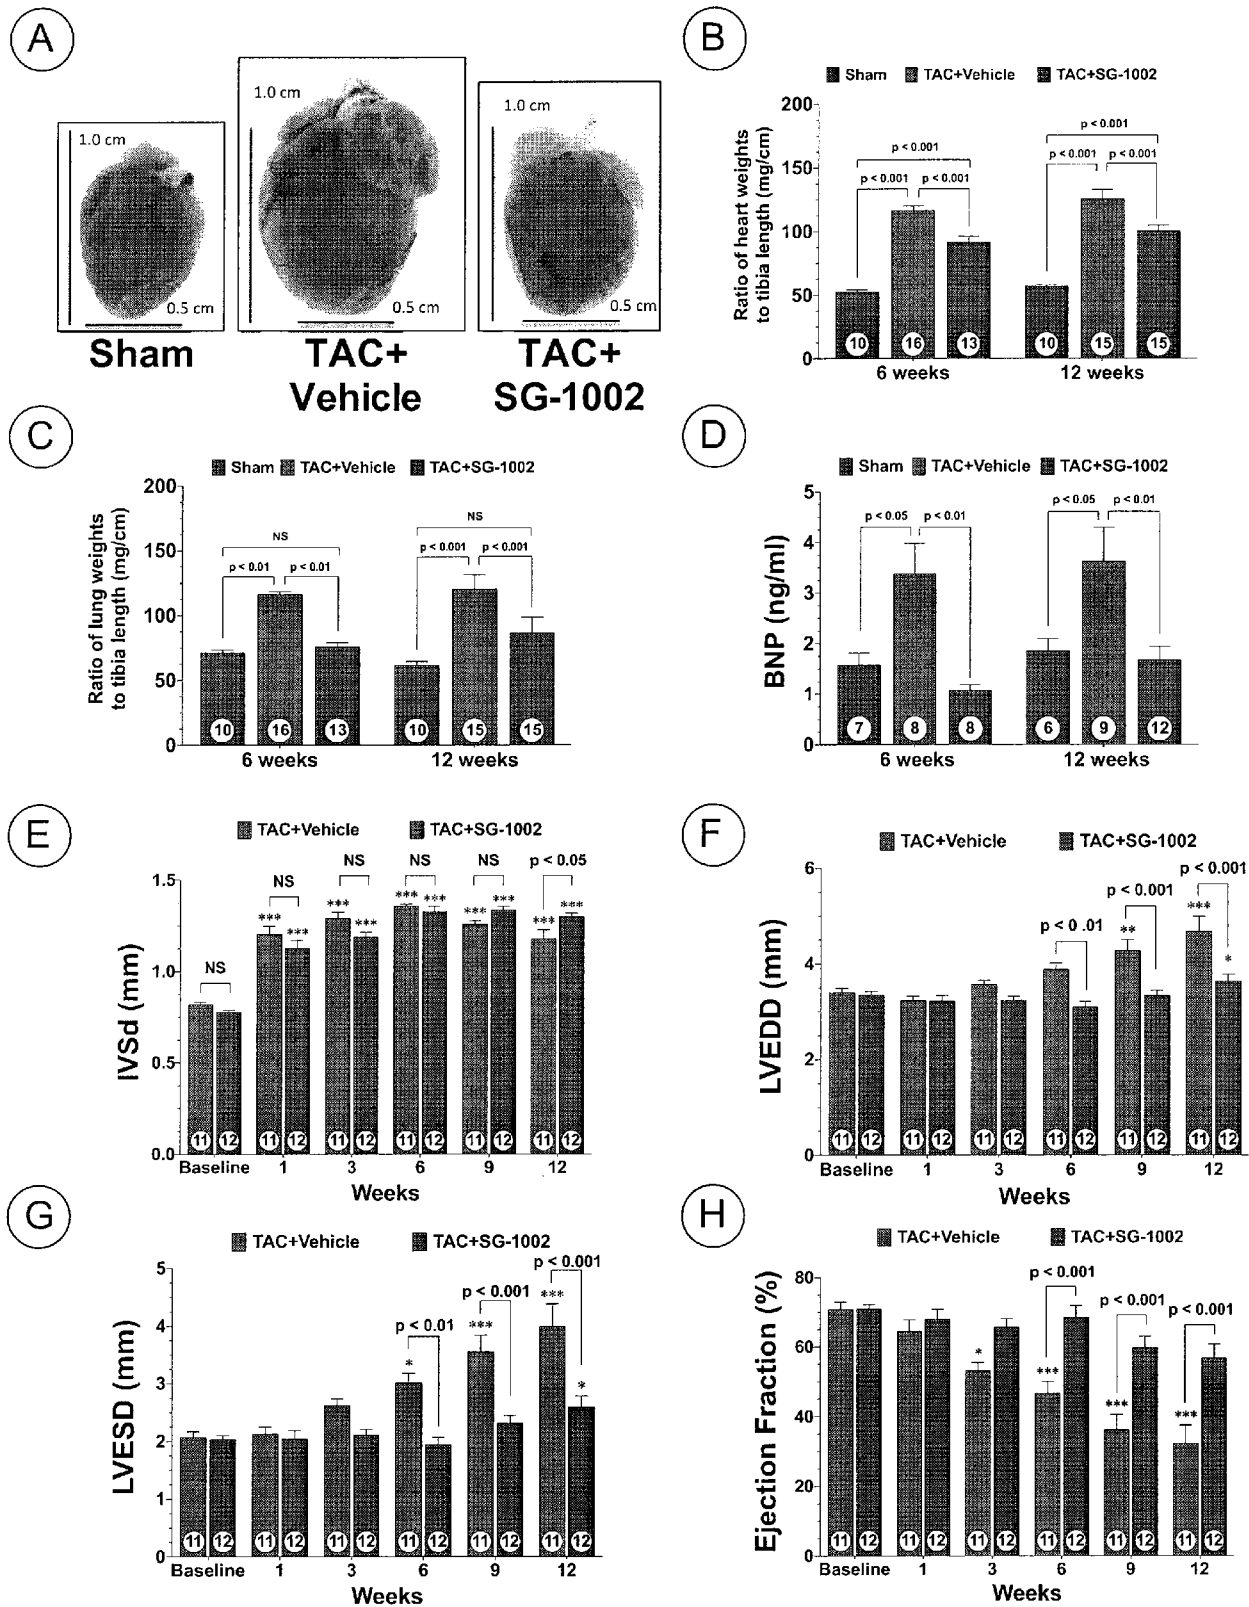 A
1.0 cm
0.5 cm
Sham
1.0 cm
0.5 cm
TAC+
Vehicle
1.0 cm
0.5 cm
TAC+
SG-1002
B
Sham TAC+Vehicle TAC+SG-1002
Ratio of heart weights
to tibia length (mg/cm)
200
150
100
50
0
p < 0.001
p < 0.001 p < 0.001
p < 0.001
p < 0.001 p < 0.001
10 16 13 10 15 15
6 weeks 12 weeks
C
Sham TAC+Vehicle TAC+SG-1002
Ratio of lung weights
to tibia length (mg/cm)
200
150
100
50
0
NS
p < 0.01 p < 0.01
NS
p < 0.001 p < 0.001
10 16 13 10 15 15
6 weeks 12 weeks
D
Sham TAC+Vehicle TAC+SG-1002
BNP (ng/ml)
5
4
3
2
1
0
p < 0.05 p < 0.01
p < 0.05 p < 0.01
7 8 8 6 9 12
6 weeks 12 weeks
E
TAC+Vehicle TAC+SG-1002
IVSd (mm)
1.5
1.0
0.5
0.0
NS
NS
*** ***
NS
*** ***
NS
*** ***
NS
*** ***
p < 0.05
*** ***
11 12 11 12 11 12 11 12 11 12 11 12
Baseline 1 3 6 9 12
Weeks
F
TAC+Vehicle TAC+SG-1002
LVEDD (mm)
6
4
2
0
p < 0 .01
p < 0.001
**
p < 0.001
***
*
11 12 11 12 11 12 11 12 11 12 11 12
Baseline 1 3 6 9 12
Weeks
G
TAC+Vehicle TAC+SG-1002
LVESD (mm)
5
4
3
2
1
0
p < 0.01
*
p < 0.001
***
p < 0.001
***
*
11 12 11 12 11 12 11 12 11 12 11 12
Baseline 1 3 6 9 12
Weeks
H
TAC+Vehicle TAC+SG-1002
Ejection Fraction (%)
80
60
40
20
0
*
p < 0.001
***
p < 0.001
***
p < 0.001
***
11 12 11 12 11 12 11 12 11 12 11 12
Baseline 1 3 6 9 12
Weeks